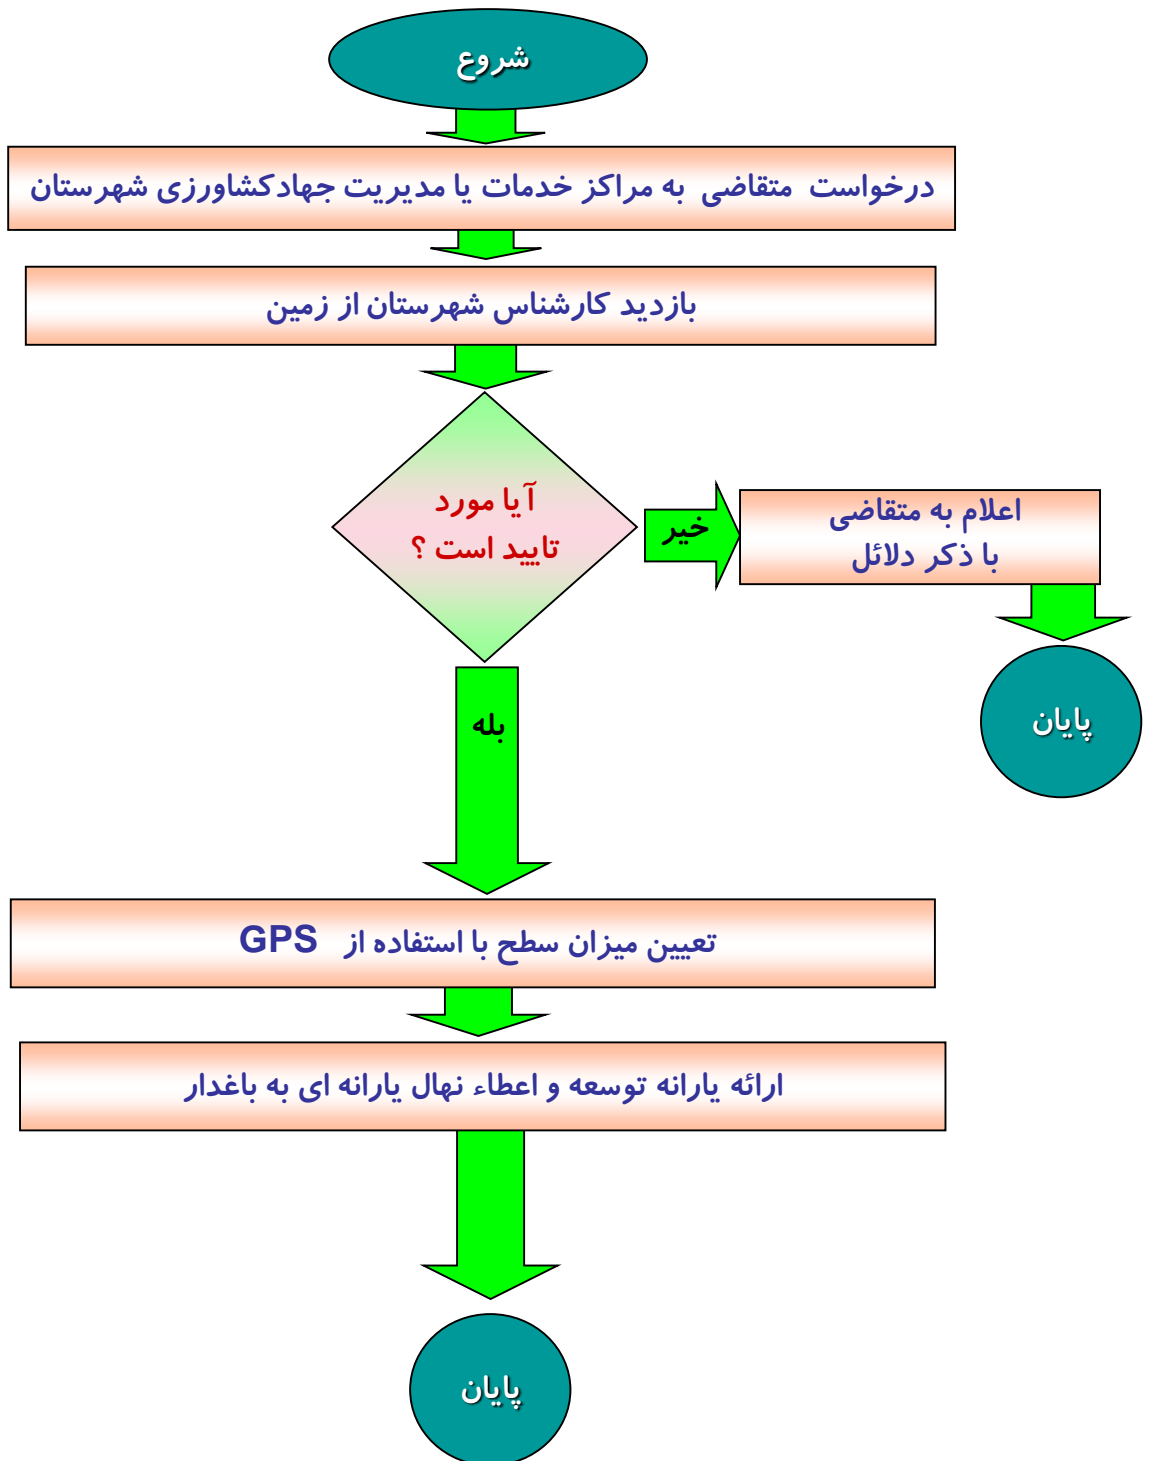 شروع
درخواست متقاضی به مراکز خدمات یا مدیریت جهادکشاورزی شهرستان
بازدید کارشناس شهرستان از زمین
آیا مورد
تایید است ؟
خیر
اعلام به متقاضی
با ذکر دلائل
پایان
بله
تعیین میزان سطح با استفاده از GPS
ارائه یارانه توسعه و اعطاء نهال یارانه ای به باغدار
پایان